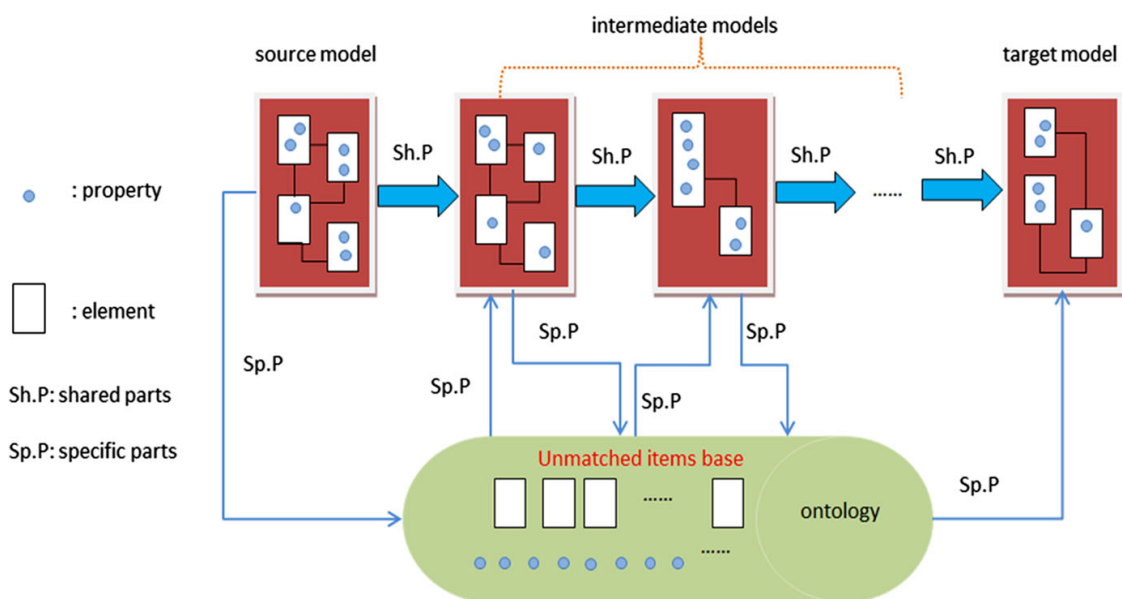 intermediate models
source model
target model
Sh.P
Sh.P
Sh.P
Sh.P
......
: property
: element
Sh.P: shared parts
Sp.P: specific parts
Sp.P
Sp.P
Sp.P
Sp.P
Sp.P
Sp.P
Unmatched items base
......
ontology
......